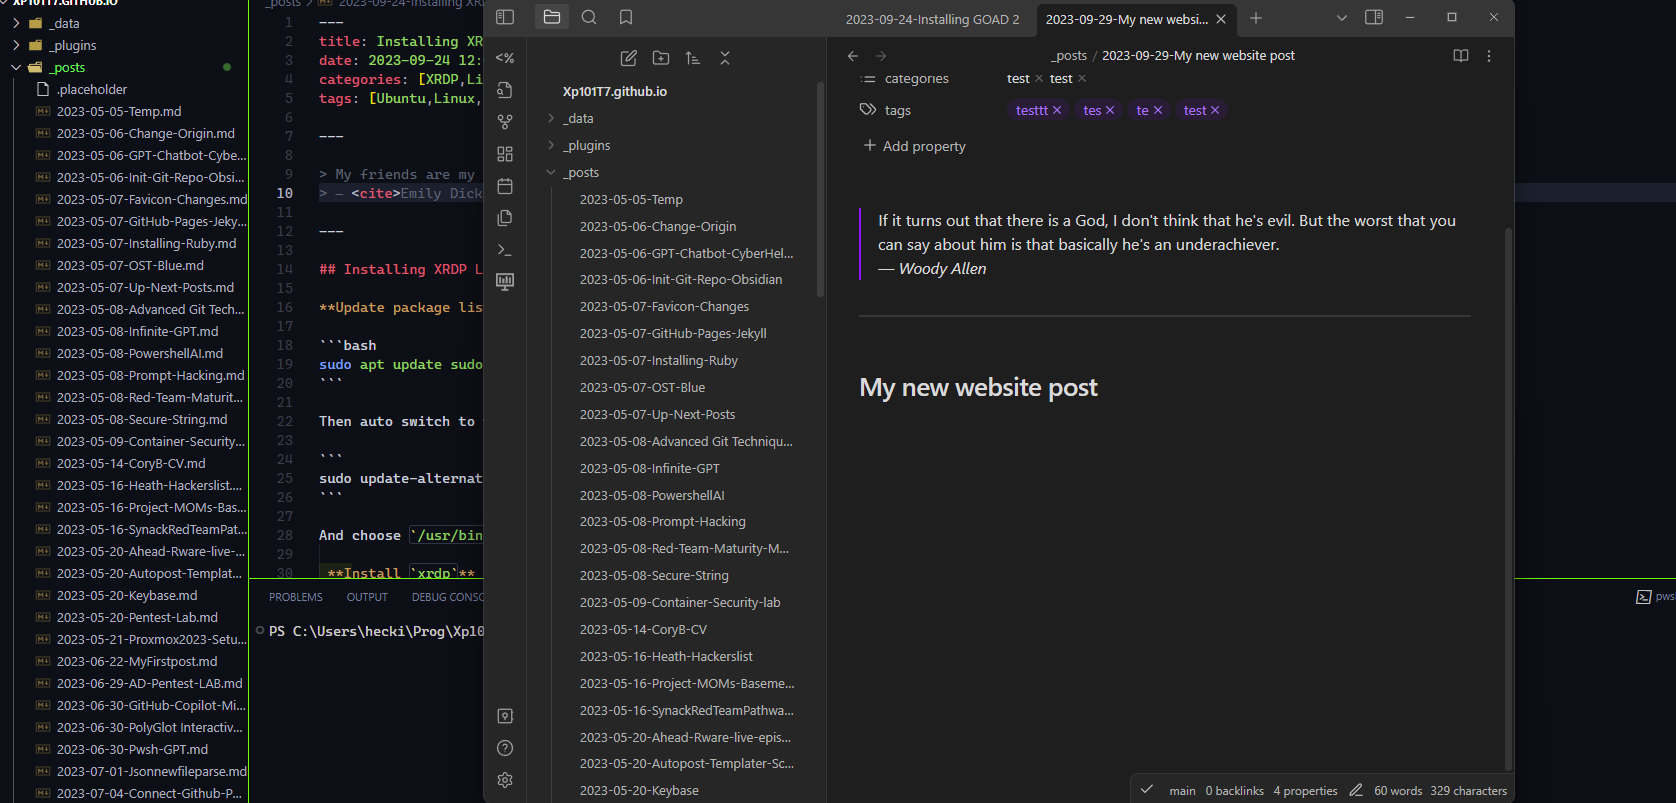 XP101T7.GITHUB.IO
_data
_plugins
_posts
.placeholder
2023-05-05-Temp.md
2023-05-06-Change-Origin.md
2023-05-06-GPT-Chatbot-Cybe...
2023-05-06-Init-Git-Repo-Obsi...
2023-05-07-Favicon-Changes.md
2023-05-07-GitHub-Pages-Jeky...
2023-05-07-Installing-Ruby.md
2023-05-07-OST-Blue.md
2023-05-07-Up-Next-Posts.md
2023-05-08-Advanced Git Tech...
2023-05-08-Infinite-GPT.md
2023-05-08-PowershellAI.md
2023-05-08-Prompt-Hacking.md
2023-05-08-Red-Team-Maturit...
2023-05-08-Secure-String.md
2023-05-09-Container-Security...
2023-05-14-CoryB-CV.md
2023-05-16-Heath-Hackerslist....
2023-05-16-Project-MOMs-Bas...
2023-05-16-SynackRedTeamPat...
2023-05-20-Ahead-Rware-live-...
2023-05-20-Autopost-Templat...
2023-05-20-Keybase.md
2023-05-20-Pentest-Lab.md
2023-05-21-Proxmox2023-Setu...
2023-06-22-MyFirstpost.md
2023-06-29-AD-Pentest-LAB.md
2023-06-30-GitHub-Copilot-Mi...
2023-06-30-PolyGlot Interactiv...
2023-06-30-Pwsh-GPT.md
2023-07-01-Jsonnewfileparse.md
2023-07-04-Connect-Github-P...
_posts > 2023-09-24-Installing XR
1 ---
2 title: Installing XR
3 date: 2023-09-24 12:
4 categories: [XRDP,Li
5 tags: [Ubuntu,Linux,
6
7 ---
8
9 > My friends are my
10 > — <cite>Emily Dick
11
12 ---
13
14 ## Installing XRDP L
15
16 **Update package lis
17
18 ```bash
19 sudo apt update sudo
20 ```
21
22 Then auto switch to
23
24 ```
25 sudo update-alternat
26 ```
27
28 And choose `/usr/bin
29
30 **Install `xrdp`**
PROBLEMS OUTPUT DEBUG CONSO
PS C:\Users\hecki\Prog\Xp10
pwsh
2023-09-24-Installing GOAD 2
2023-09-29-My new websi...
<%
Xp101T7.github.io
_data
_plugins
_posts
2023-05-05-Temp
2023-05-06-Change-Origin
2023-05-06-GPT-Chatbot-CyberHel...
2023-05-06-Init-Git-Repo-Obsidian
2023-05-07-Favicon-Changes
2023-05-07-GitHub-Pages-Jekyll
2023-05-07-Installing-Ruby
2023-05-07-OST-Blue
2023-05-07-Up-Next-Posts
2023-05-08-Advanced Git Techniqu...
2023-05-08-Infinite-GPT
2023-05-08-PowershellAI
2023-05-08-Prompt-Hacking
2023-05-08-Red-Team-Maturity-M...
2023-05-08-Secure-String
2023-05-09-Container-Security-lab
2023-05-14-CoryB-CV
2023-05-16-Heath-Hackerslist
2023-05-16-Project-MOMs-Baseme...
2023-05-16-SynackRedTeamPathwa...
2023-05-20-Ahead-Rware-live-epis...
2023-05-20-Autopost-Templater-Sc...
2023-05-20-Keybase
_posts / 2023-09-29-My new website post
categories test test
tags testtt tes te test
Add property
If it turns out that there is a God, I don't think that he's evil. But the worst that you
can say about him is that basically he's an underachiever.
— Woody Allen
My new website post
main 0 backlinks 4 properties 60 words 329 characters